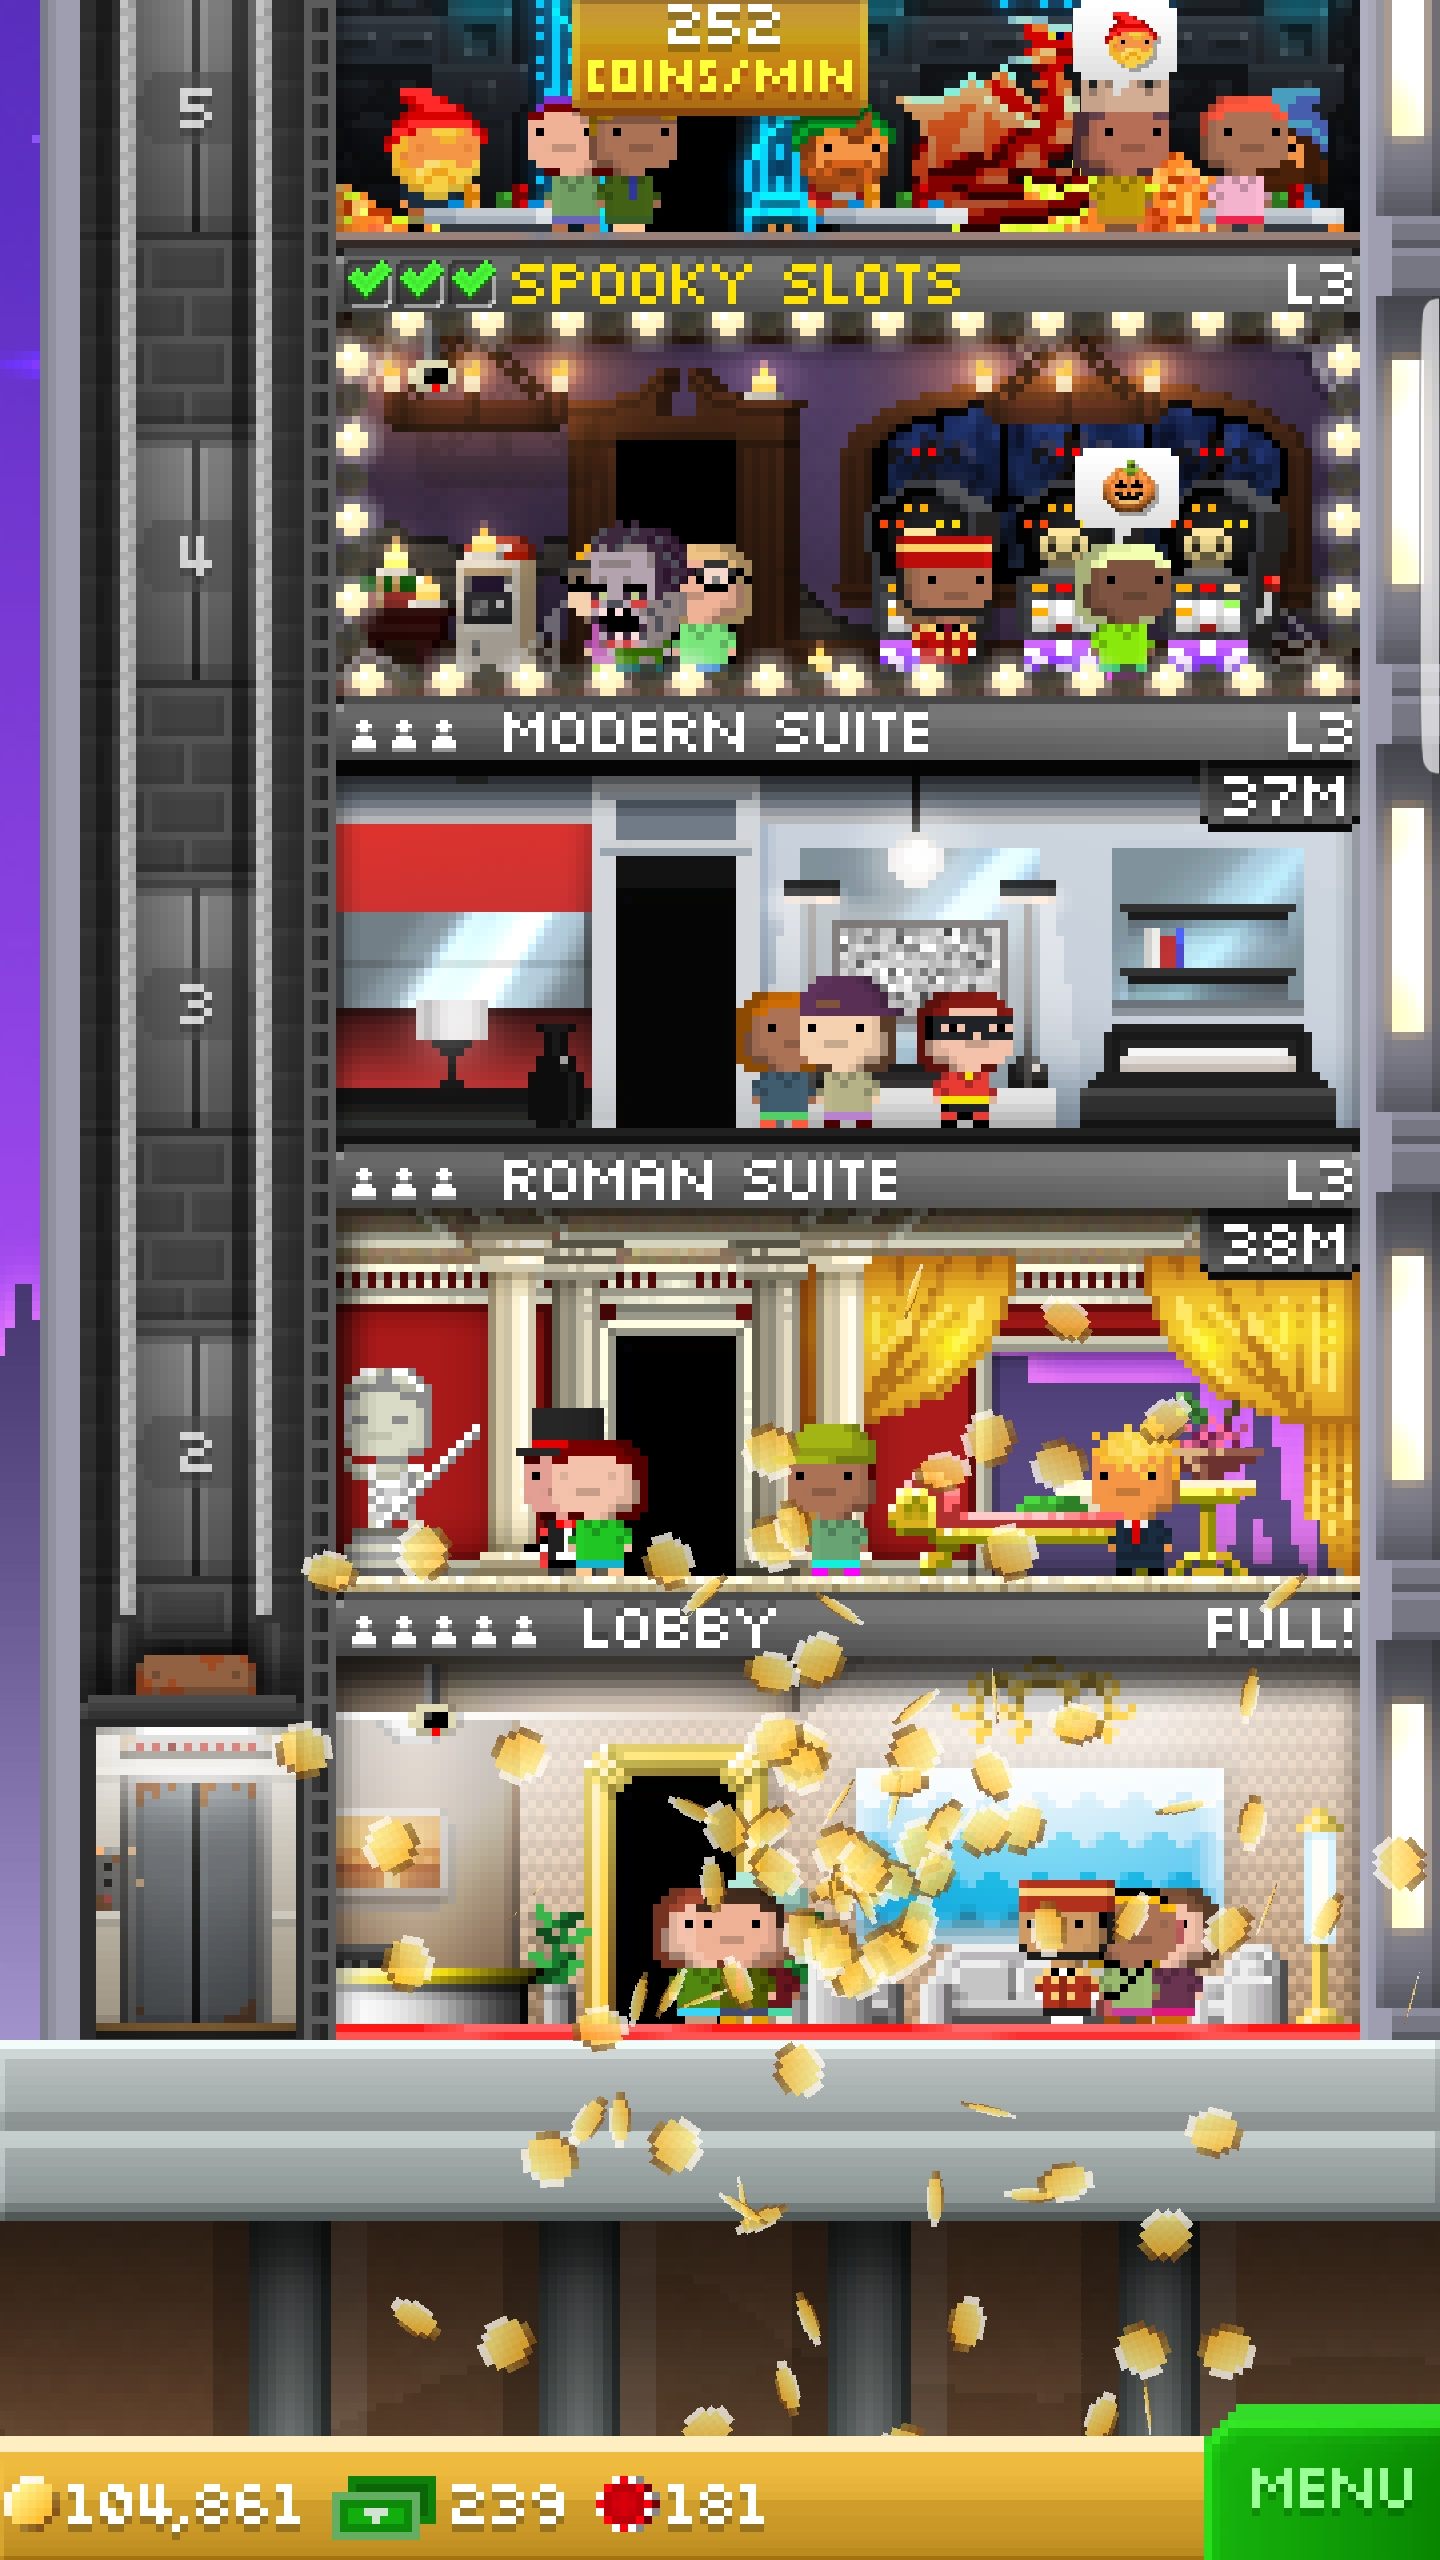 252
COINS/MIN
5
SPOOKY SLOTS L3
4
MODERN SUITE L3
37M
3
ROMAN SUITE L3
38M
2
LOBBY FULL!
104,861 239 181
MENU